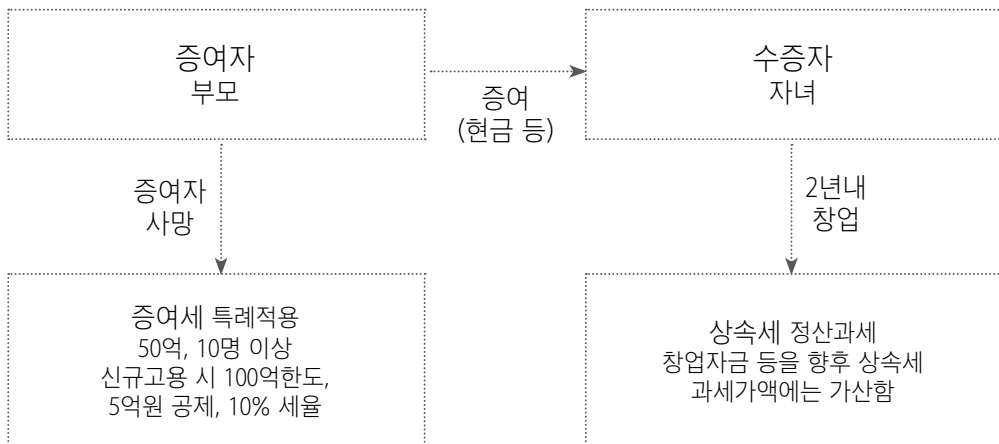 증여자
부모
증여
(현금 등)
수증자
자녀
증여자
사망
2년내
창업
증여세 특례적용
50억, 10명 이상
신규고용 시 100억한도,
5억원 공제, 10% 세율
상속세 정산과세
창업자금 등을 향후 상속세
과세가액에는 가산함